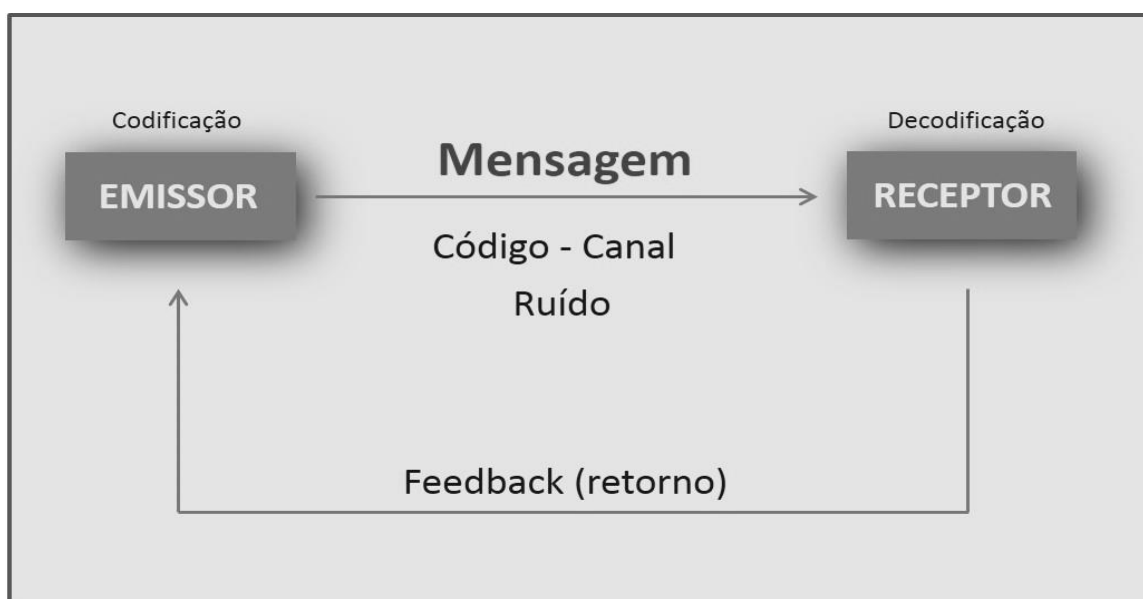 Codificação
Decodificação
Mensagem
EMISSOR
RECEPTOR
Código - Canal
Ruído
Feedback (retorno)